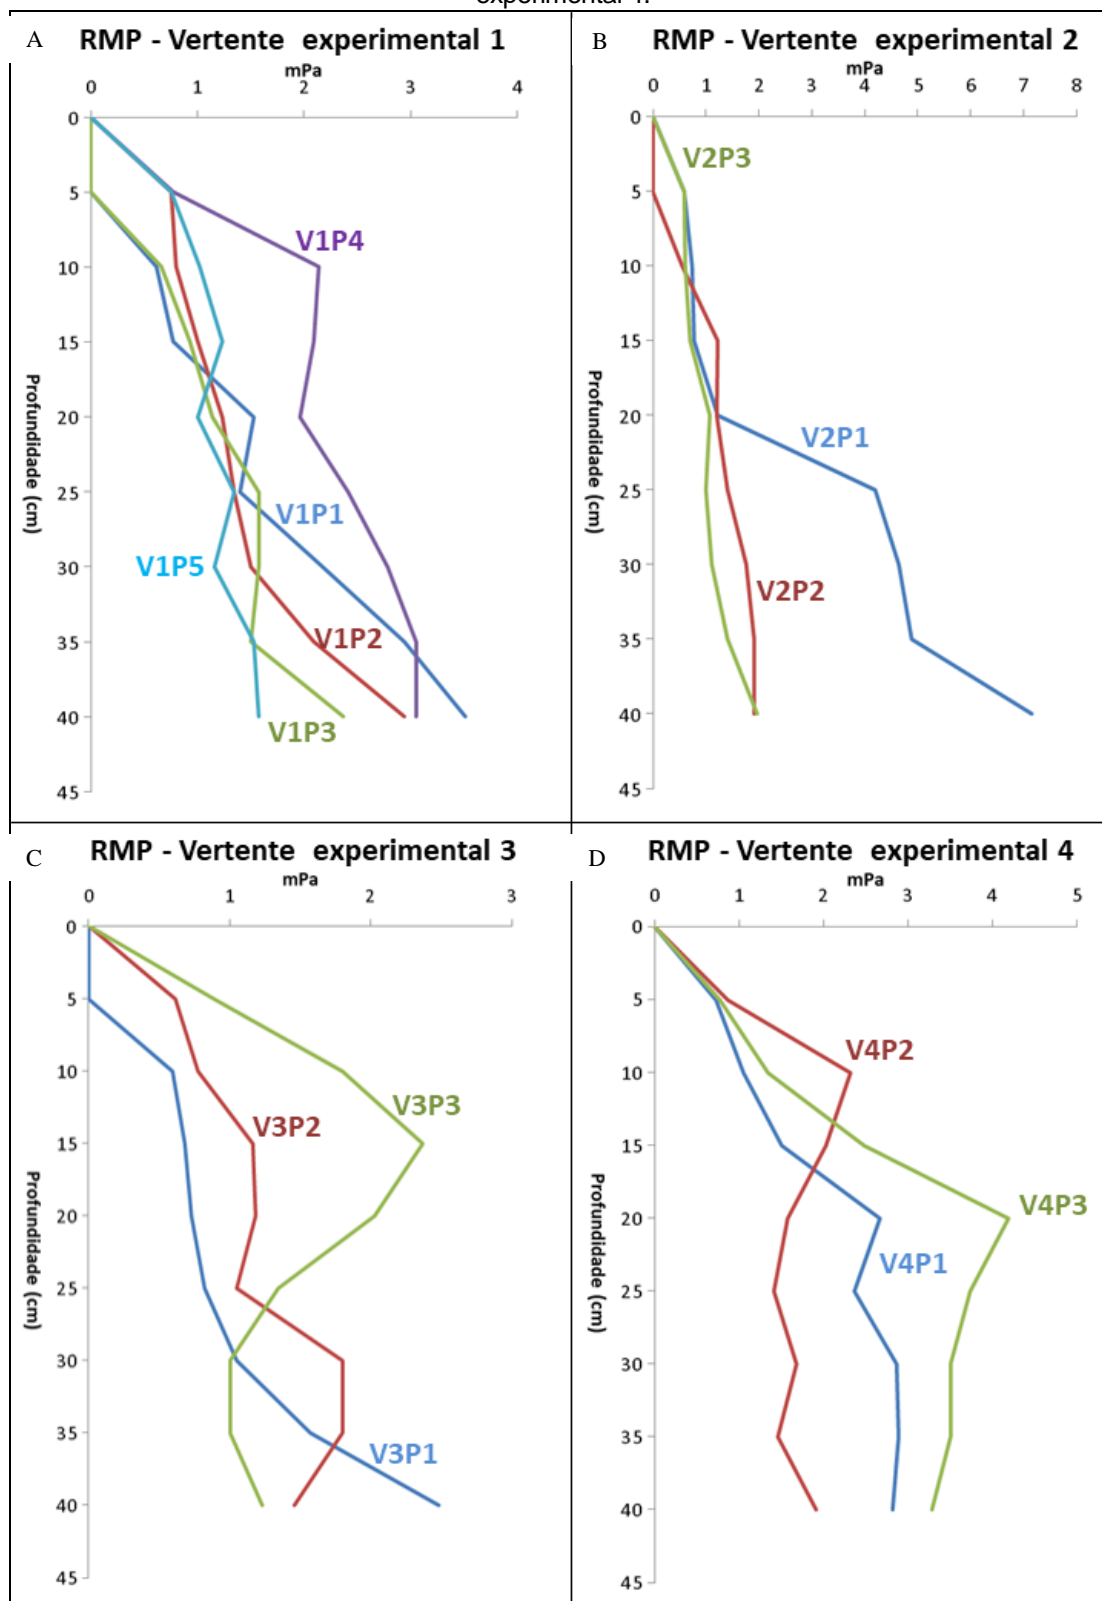 experimental 4.
A RMP - Vertente experimental 1
mPa
0 1 2 3 4
0
5
10
15
20
25
30
35
40
45
Profundidade (cm)
V1P4
V1P1
V1P5
V1P2
V1P3
B RMP - Vertente experimental 2
mPa
0 1 2 3 4 5 6 7 8
0
5
10
15
20
25
30
35
40
45
Profundidade (cm)
V2P3
V2P1
V2P2
C RMP - Vertente experimental 3
mPa
0 1 2 3
0
5
10
15
20
25
30
35
40
45
Profundidade (cm)
V3P3
V3P2
V3P1
D RMP - Vertente experimental 4
mPa
0 1 2 3 4 5
0
5
10
15
20
25
30
35
40
45
Profundidade (cm)
V4P2
V4P3
V4P1